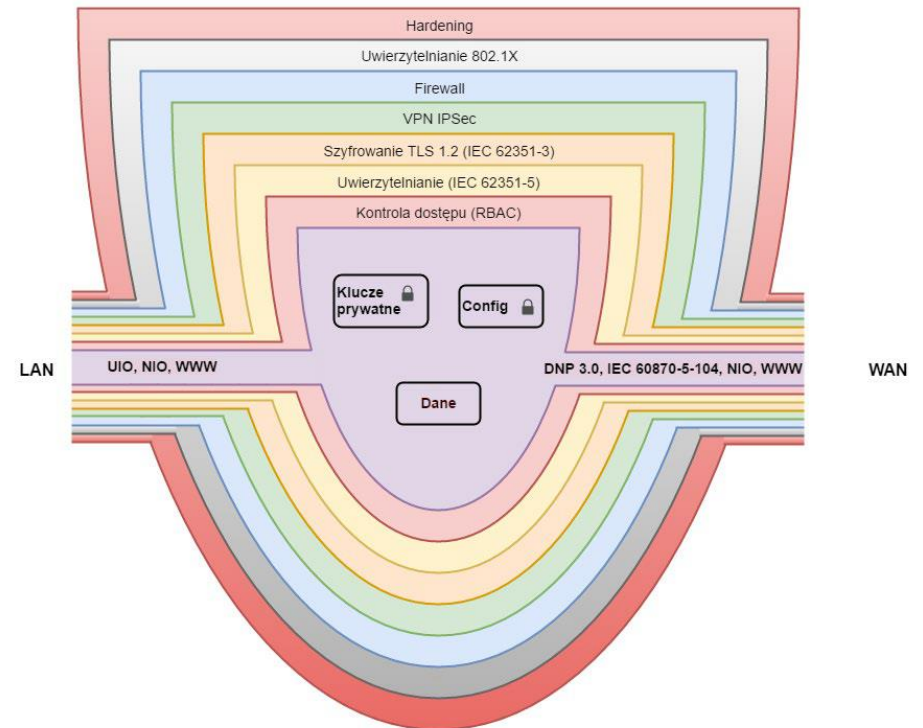 Hardening
Uwierzytelnianie 802.1X
Firewall
VPN IPSec
Szyfrowanie TLS 1.2 (IEC 62351-3)
Uwierzytelnianie (IEC 62351-5)
Kontrola dostępu (RBAC)
Klucze
prywatne
Config
LAN
UIO, NIO, WWW
DNP 3.0, IEC 60870-5-104, NIO, WWW
WAN
Dane